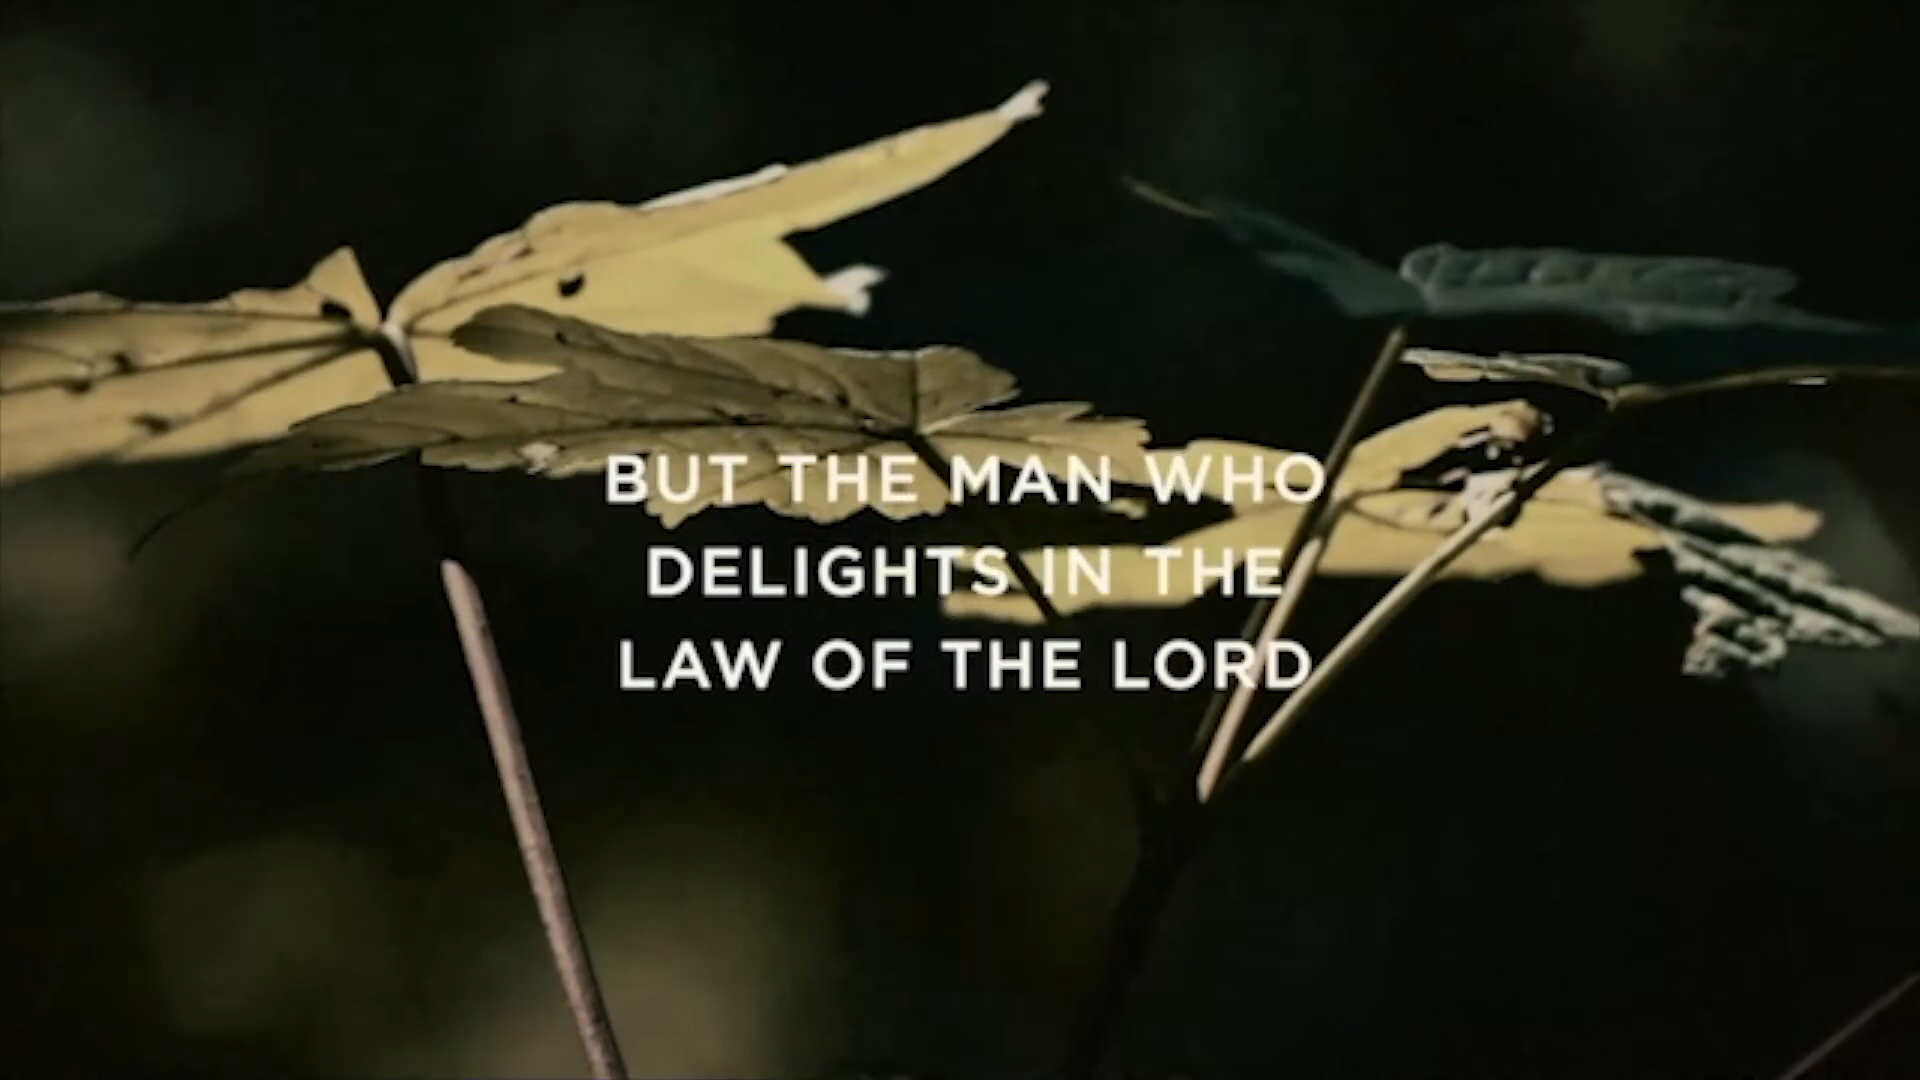 BUT THE MAN WHO
DELIGHTS IN THE
LAW OF THE LORD